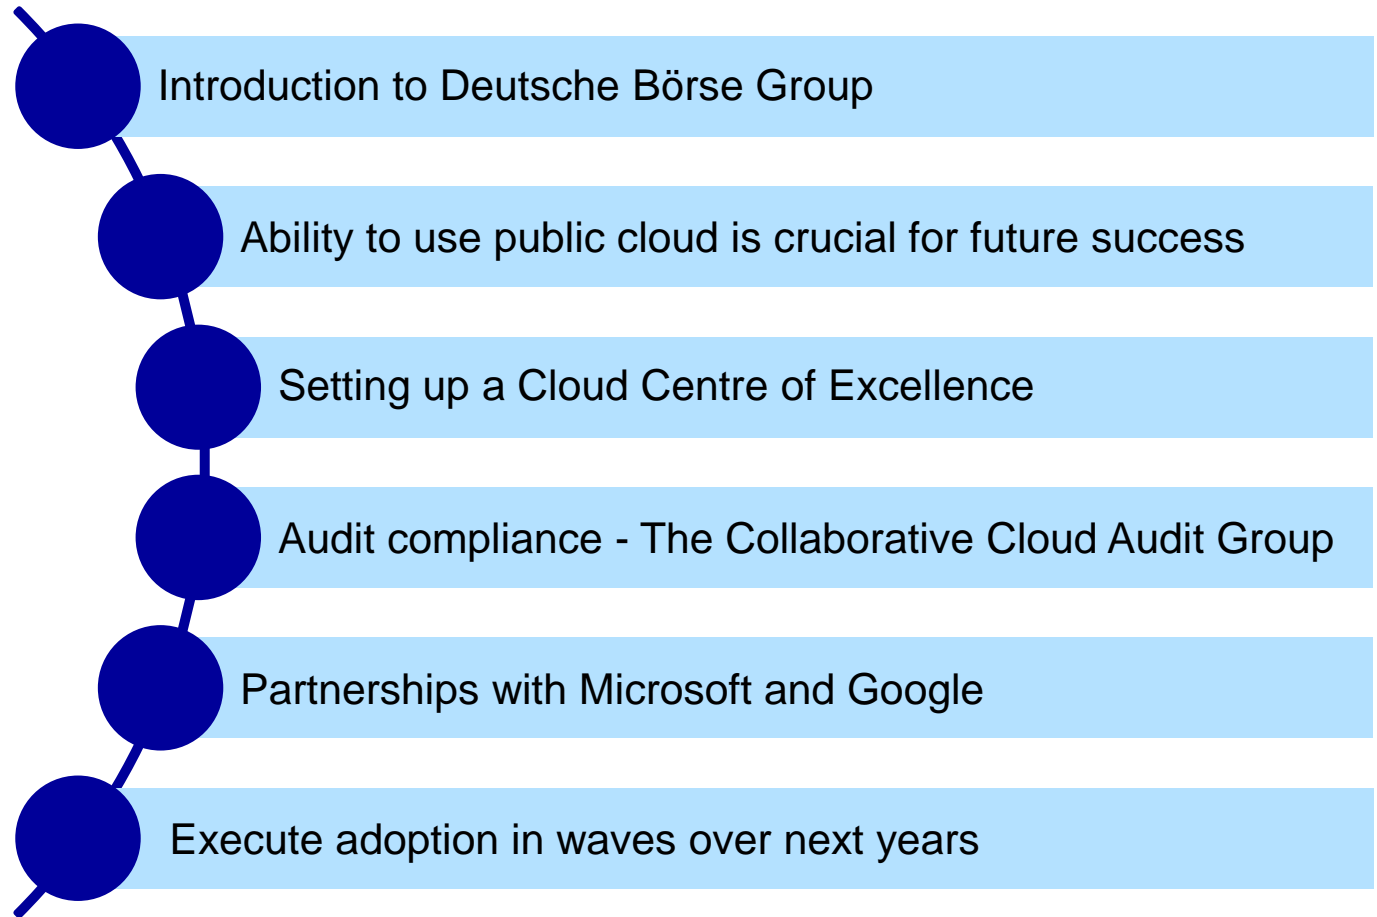 Introduction to Deutsche Börse Group
Ability to use public cloud is crucial for future success
Setting up a Cloud Centre of Excellence
Audit compliance - The Collaborative Cloud Audit Group
Partnerships with Microsoft and Google
Execute adoption in waves over next years